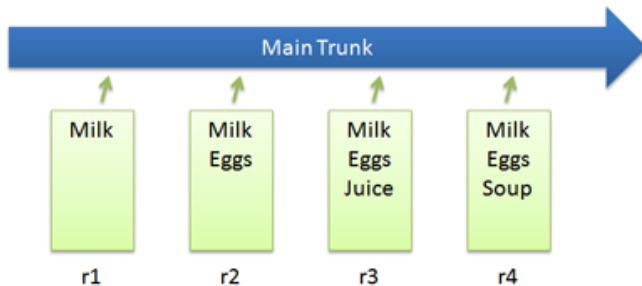 Main Trunk
Milk
Milk
Eggs
Milk
Eggs
Juice
Milk
Eggs
Soup
r1
r2
r3
r4